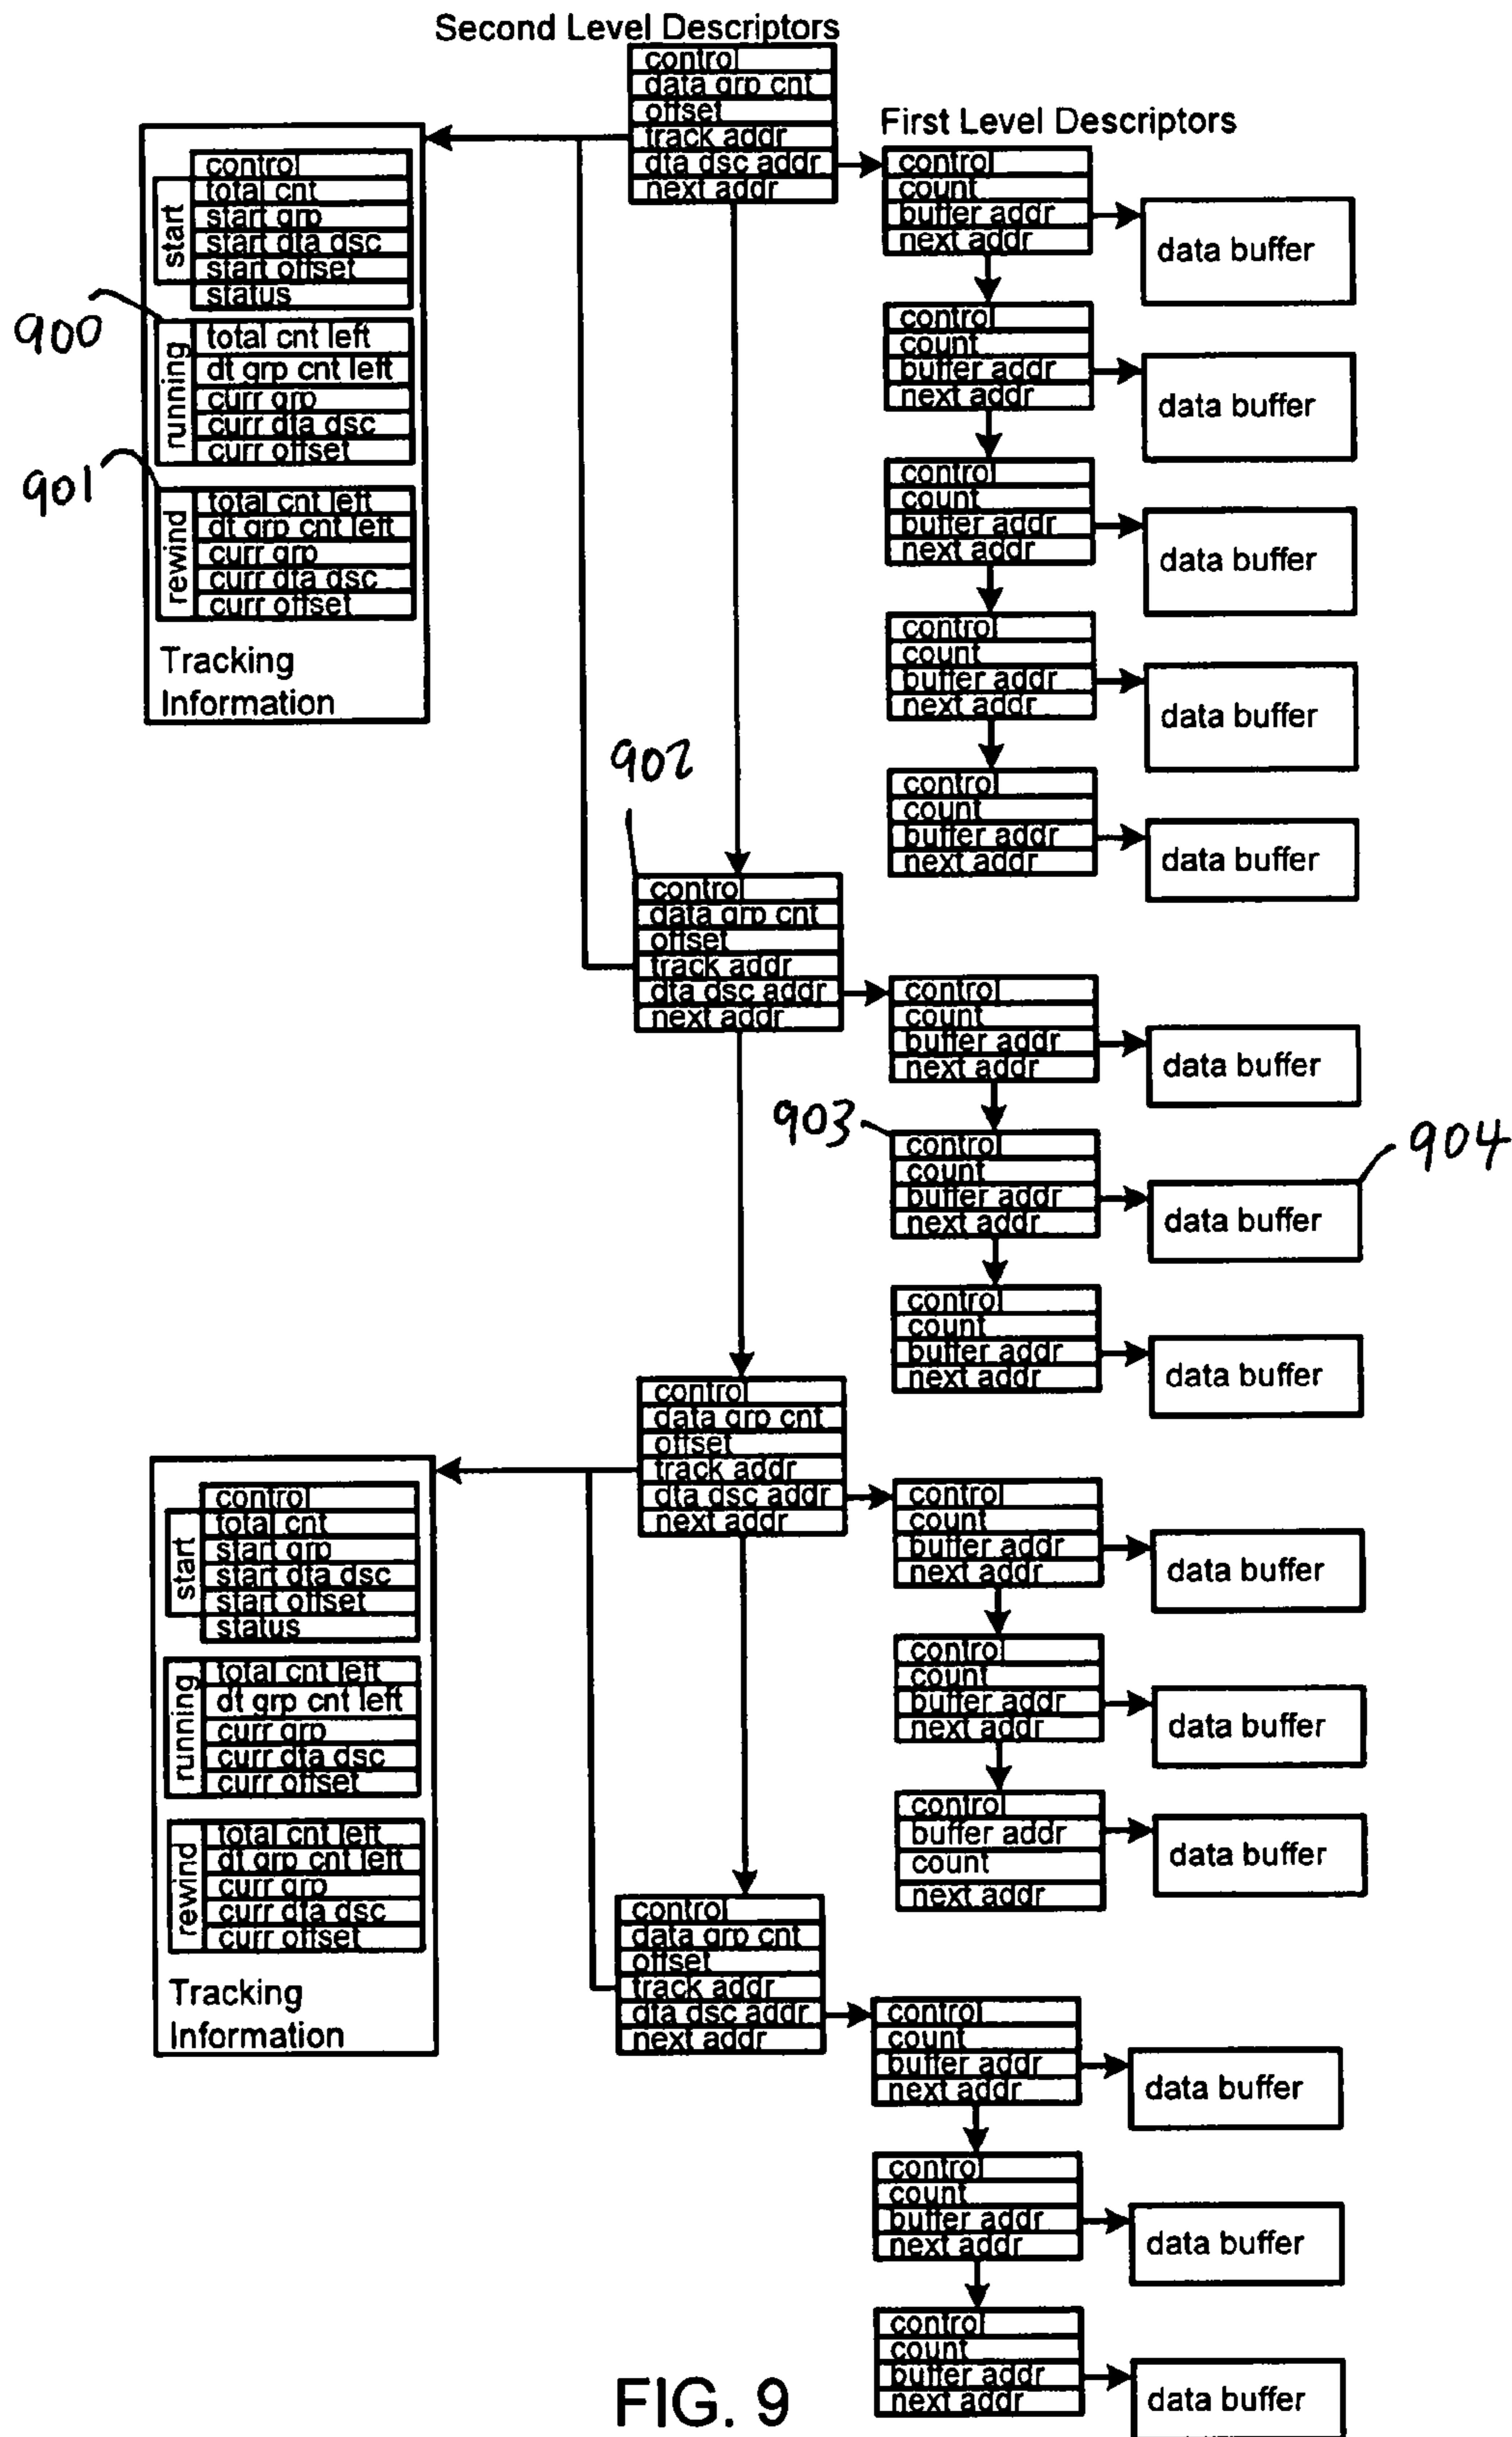 Second Level Descriptors
control
data grp cnt
offset
track addr
dta dsc addr
next addr
First Level Descriptors
control
count
buffer addr
next addr
data buffer
control
count
buffer addr
next addr
data buffer
control
count
buffer addr
next addr
data buffer
control
count
buffer addr
next addr
data buffer
control
count
buffer addr
next addr
data buffer
control
start
total cnt
start grp
start dta dsc
start offset
status
900
running
total cnt left
dt grp cnt left
curr grp
curr dta dsc
curr offset
901
rewind
total cnt left
dt grp cnt left
curr grp
curr dta dsc
curr offset
Tracking
Information
902
control
data grp cnt
offset
track addr
dta dsc addr
next addr
control
count
buffer addr
next addr
data buffer
903
control
count
buffer addr
next addr
904
data buffer
control
count
buffer addr
next addr
data buffer
control
data grp cnt
offset
track addr
dta dsc addr
next addr
control
count
buffer addr
next addr
data buffer
control
count
buffer addr
next addr
data buffer
control
buffer addr
count
next addr
data buffer
control
start
total cnt
start grp
start dta dsc
start offset
status
running
total cnt left
dt grp cnt left
curr grp
curr dta dsc
curr offset
rewind
total cnt left
dt grp cnt left
curr grp
curr dta dsc
curr offset
Tracking
Information
control
data grp cnt
offset
track addr
dta dsc addr
next addr
control
count
buffer addr
next addr
data buffer
control
count
buffer addr
next addr
data buffer
control
count
buffer addr
next addr
data buffer
FIG. 9